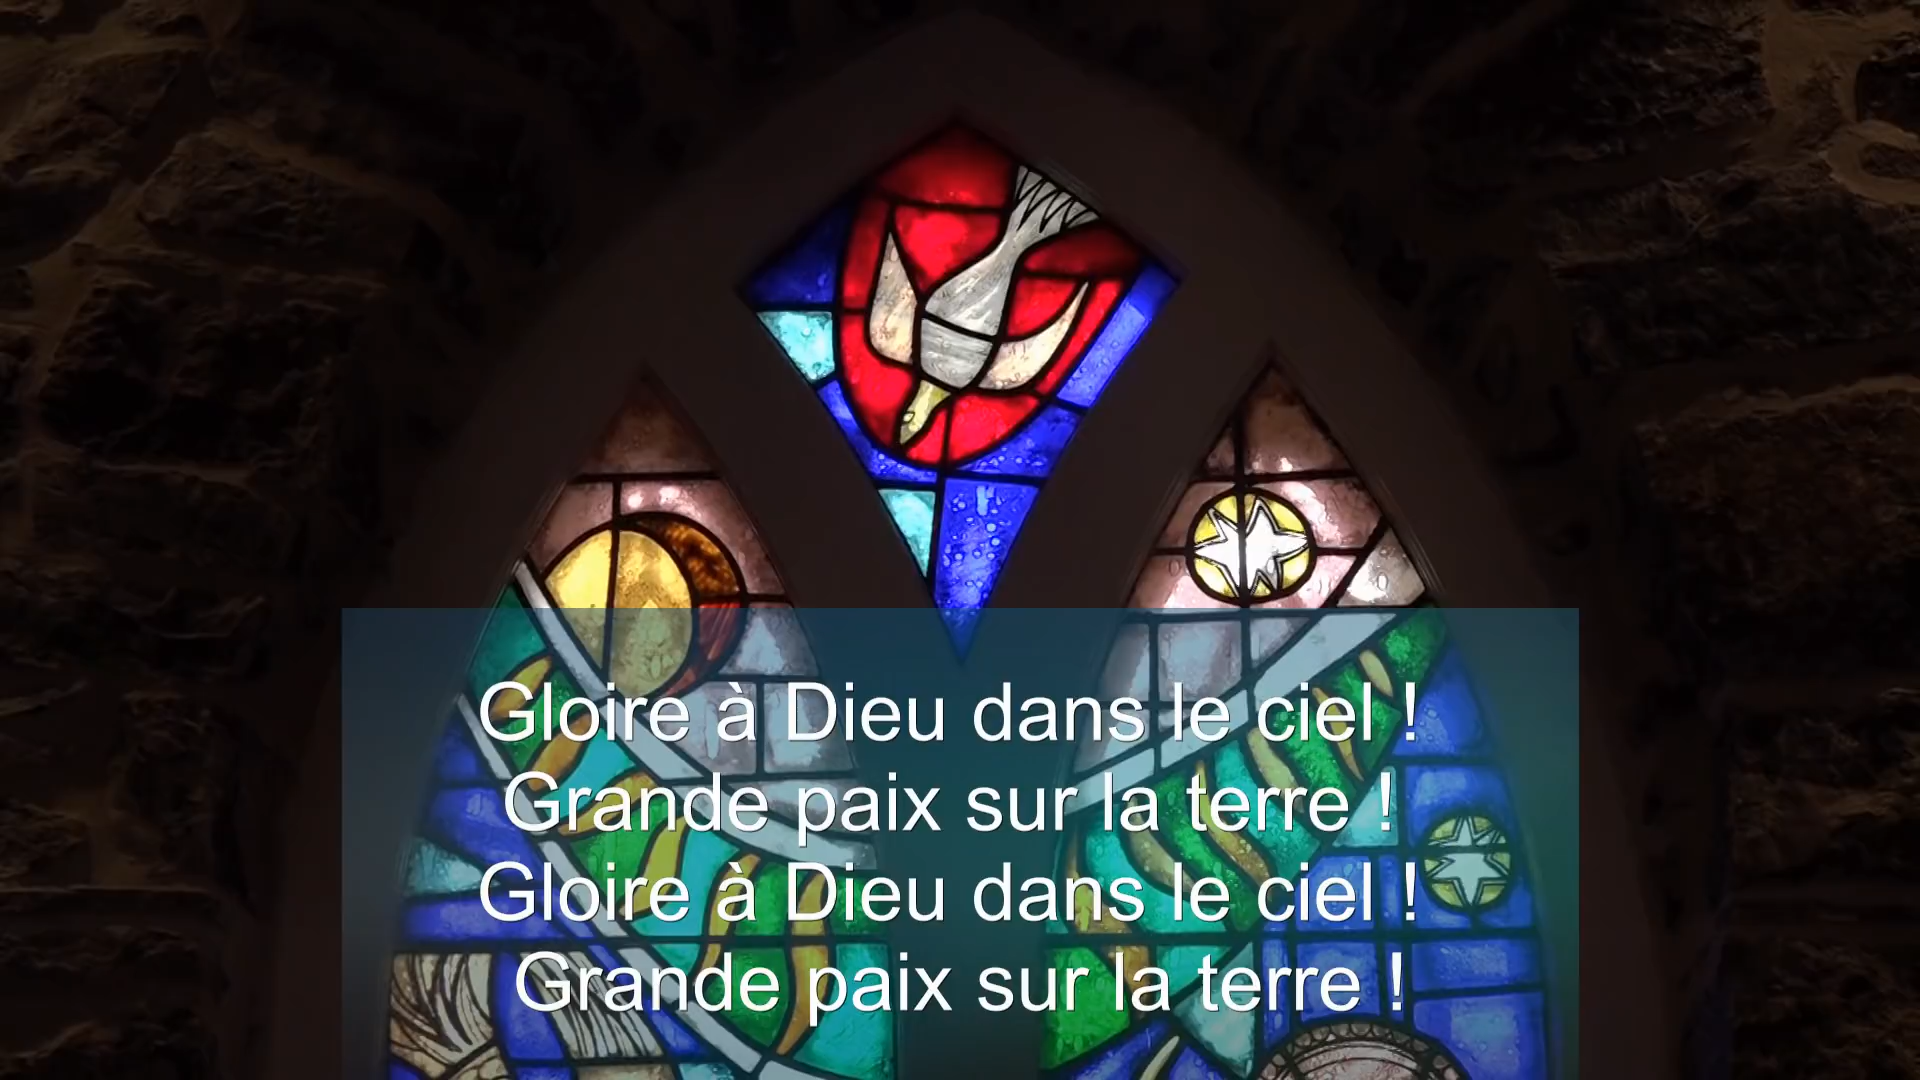 Gloire à Dieu dans le ciel !
Grande paix sur la terre !
Gloire à Dieu dans le ciel !
Grande paix sur la terre !